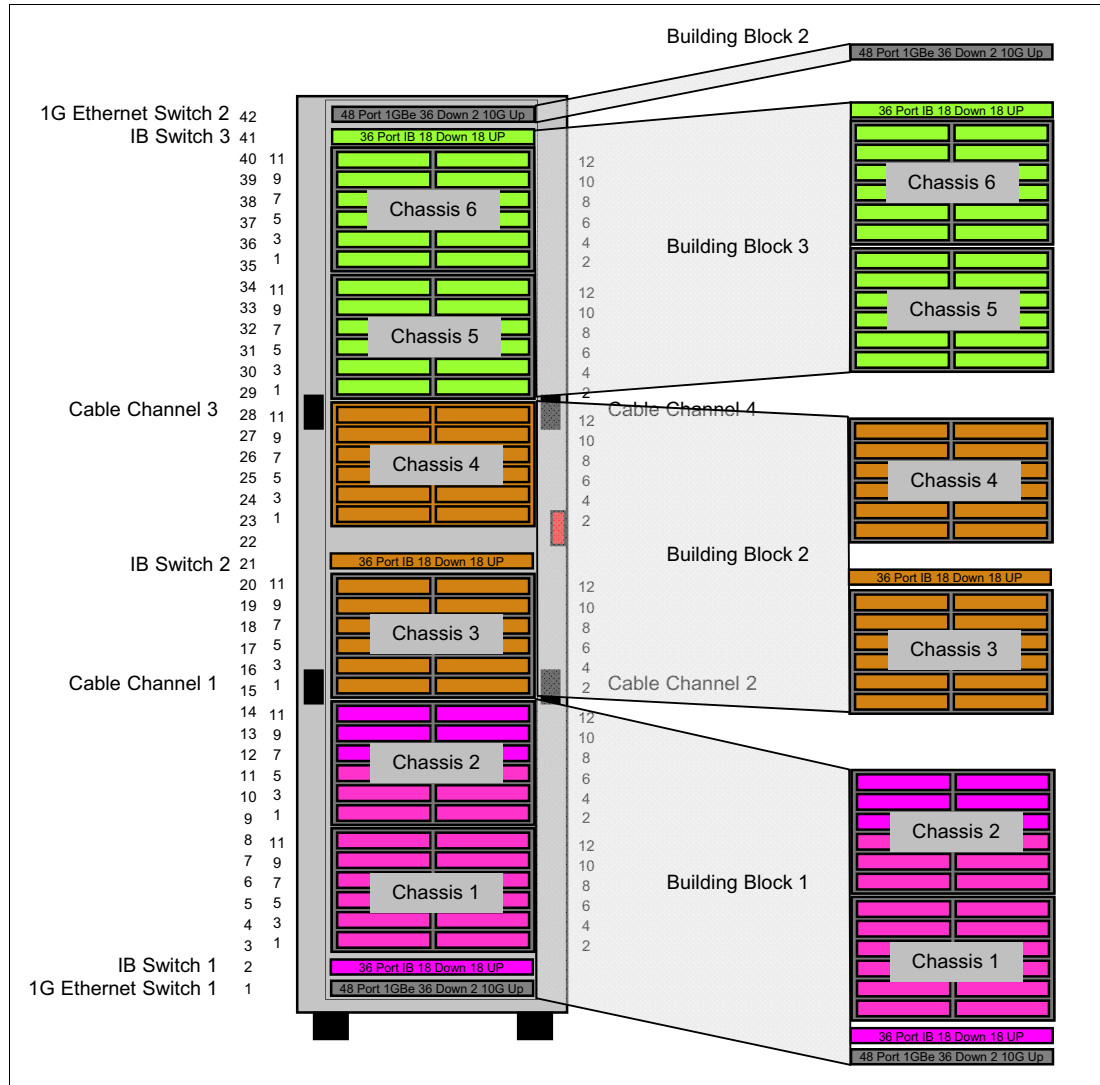 Building Block 2
48 Port 1GBe 36 Down 2 10G Up
1G Ethernet Switch 2 42 48 Port 1GBe 36 Down 2 10G Up
36 Port IB 18 Down 18 UP
IB Switch 3 41 36 Port IB 18 Down 18 UP
40 11 12
39 9 10
38 7 8
Chassis 6
Chassis 6
37 5 6
36 3 4
Building Block 3
35 1 2
34 11 12
33 9 10
32 7 8
Chassis 5
Chassis 5
31 5 6
30 3 4
29 1 2
Cable Channel 3
Cable Channel 4
28 11 12
27 9 10
26 7 8
Chassis 4
Chassis 4
25 5 6
24 3 4
23 1 2
22
Building Block 2
IB Switch 2 21 36 Port IB 18 Down 18 UP
36 Port IB 18 Down 18 UP
20 11 12
19 9 10
18 7 8
Chassis 3
Chassis 3
17 5 6
16 3 4
Cable Channel 1
Cable Channel 2
15 1 2
14 11 12
13 9 10
12 7 8
Chassis 2
11 5 6
10 3 4
9 1 2
Chassis 2
8 11 12
7 9 10
6 7 8
Building Block 1
Chassis 1
5 5 6
4 3 4
3 1 2
Chassis 1
IB Switch 1 2 36 Port IB 18 Down 18 UP
1G Ethernet Switch 1 1 48 Port 1GBe 36 Down 2 10G Up
36 Port IB 18 Down 18 UP
48 Port 1GBe 36 Down 2 10G Up